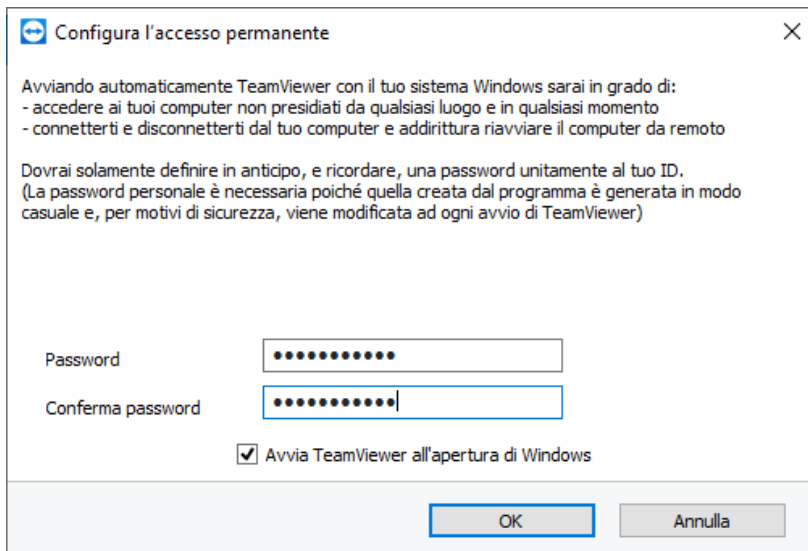 Configura l'accesso permanente
Avviando automaticamente TeamViewer con il tuo sistema Windows sarai in grado di:
- accedere ai tuoi computer non presidiati da qualsiasi luogo e in qualsiasi momento
- connetterti e disconnetterti dal tuo computer e addirittura riavviare il computer da remoto
Dovrai solamente definire in anticipo, e ricordare, una password unitamente al tuo ID.
(La password personale è necessaria poiché quella creata dal programma è generata in modo
casuale e, per motivi di sicurezza, viene modificata ad ogni avvio di TeamViewer)
Password
Conferma password
Avvia TeamViewer all'apertura di Windows
OK Annulla